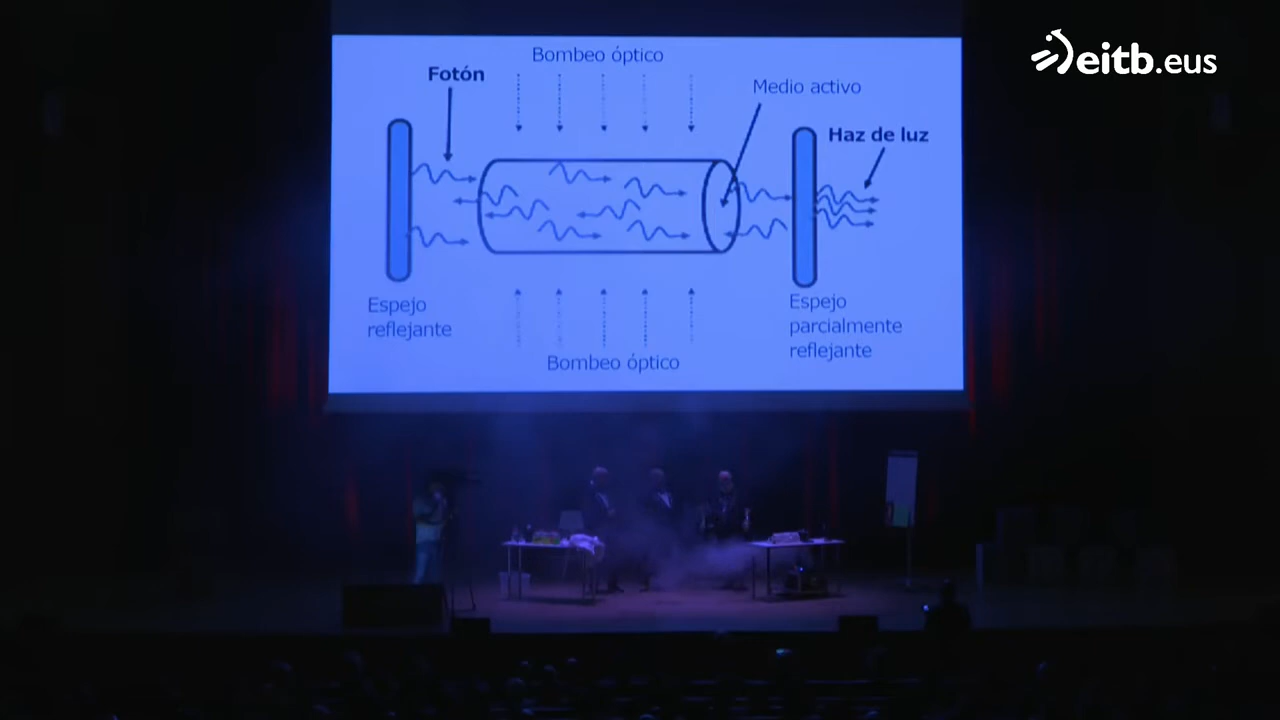 eitb.eus
Bombeo óptico
Fotón
Medio activo
Haz de luz
Espejo
reflejante
Espejo
parcialmente
reflejante
Bombeo óptico